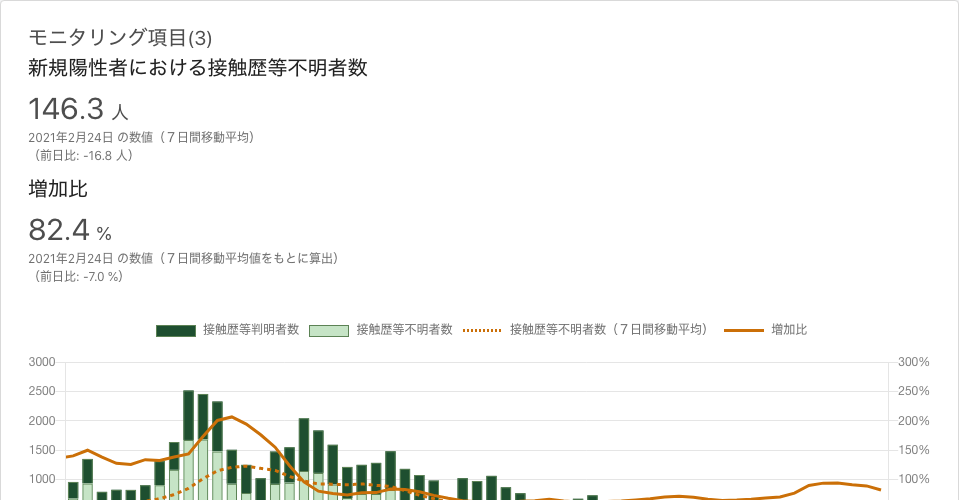 モニタリング項目(3)
新規陽性者における接触歴等不明者数
146.3 人
2021年2月24日 の数値（７日間移動平均）
（前日比: -16.8 人）
増加比
82.4 %
2021年2月24日 の数値（７日間移動平均値をもとに算出）
（前日比: -7.0 %）
接触歴等判明者数 接触歴等不明者数 接触歴等不明者数（７日間移動平均） 増加比
3000 300%
2500 250%
2000 200%
1500 150%
1000 100%